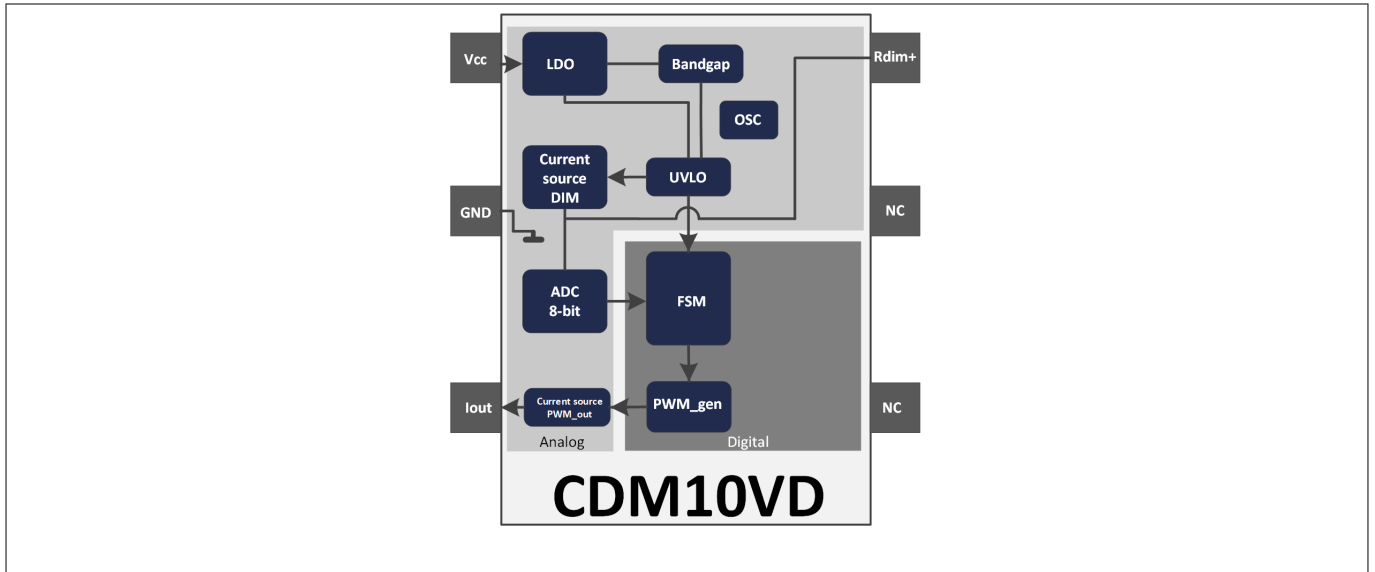 Vcc
LDO
Bandgap
Rdim+
OSC
Current
source
DIM
UVLO
GND
NC
ADC
8-bit
FSM
Iout
Current source
PWM_out
PWM_gen
NC
Analog
Digital
CDM10VD